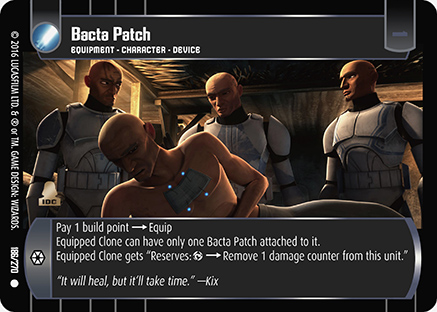 Bacta Patch
EQUIPMENT • CHARACTER • DEVICE
IDC
Pay 1 build point → Equip
Equipped Clone can have only one Bacta Patch attached to it.
Equipped Clone gets "Reserves: → Remove 1 damage counter from this unit."
"It will heal, but it'll take time." —Kix
© 2016 LUCASFILM LTD. & ® OR TM. GAME DESIGN: WIZARDS.